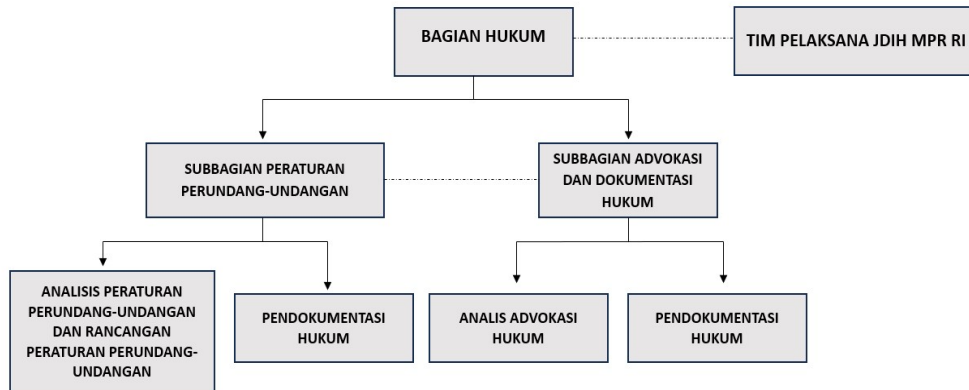 BAGIAN HUKUM
TIM PELAKSANA JDIH MPR RI
SUBBAGIAN PERATURAN
PERUNDANG-UNDANGAN
SUBBAGIAN ADVOKASI
DAN DOKUMENTASI
HUKUM
ANALISIS PERATURAN
PERUNDANG-UNDANGAN
DAN RANCANGAN
PERATURAN PERUNDANG-
UNDANGAN
PENDOKUMENTASI
HUKUM
ANALIS ADVOKASI
HUKUM
PENDOKUMENTASI
HUKUM